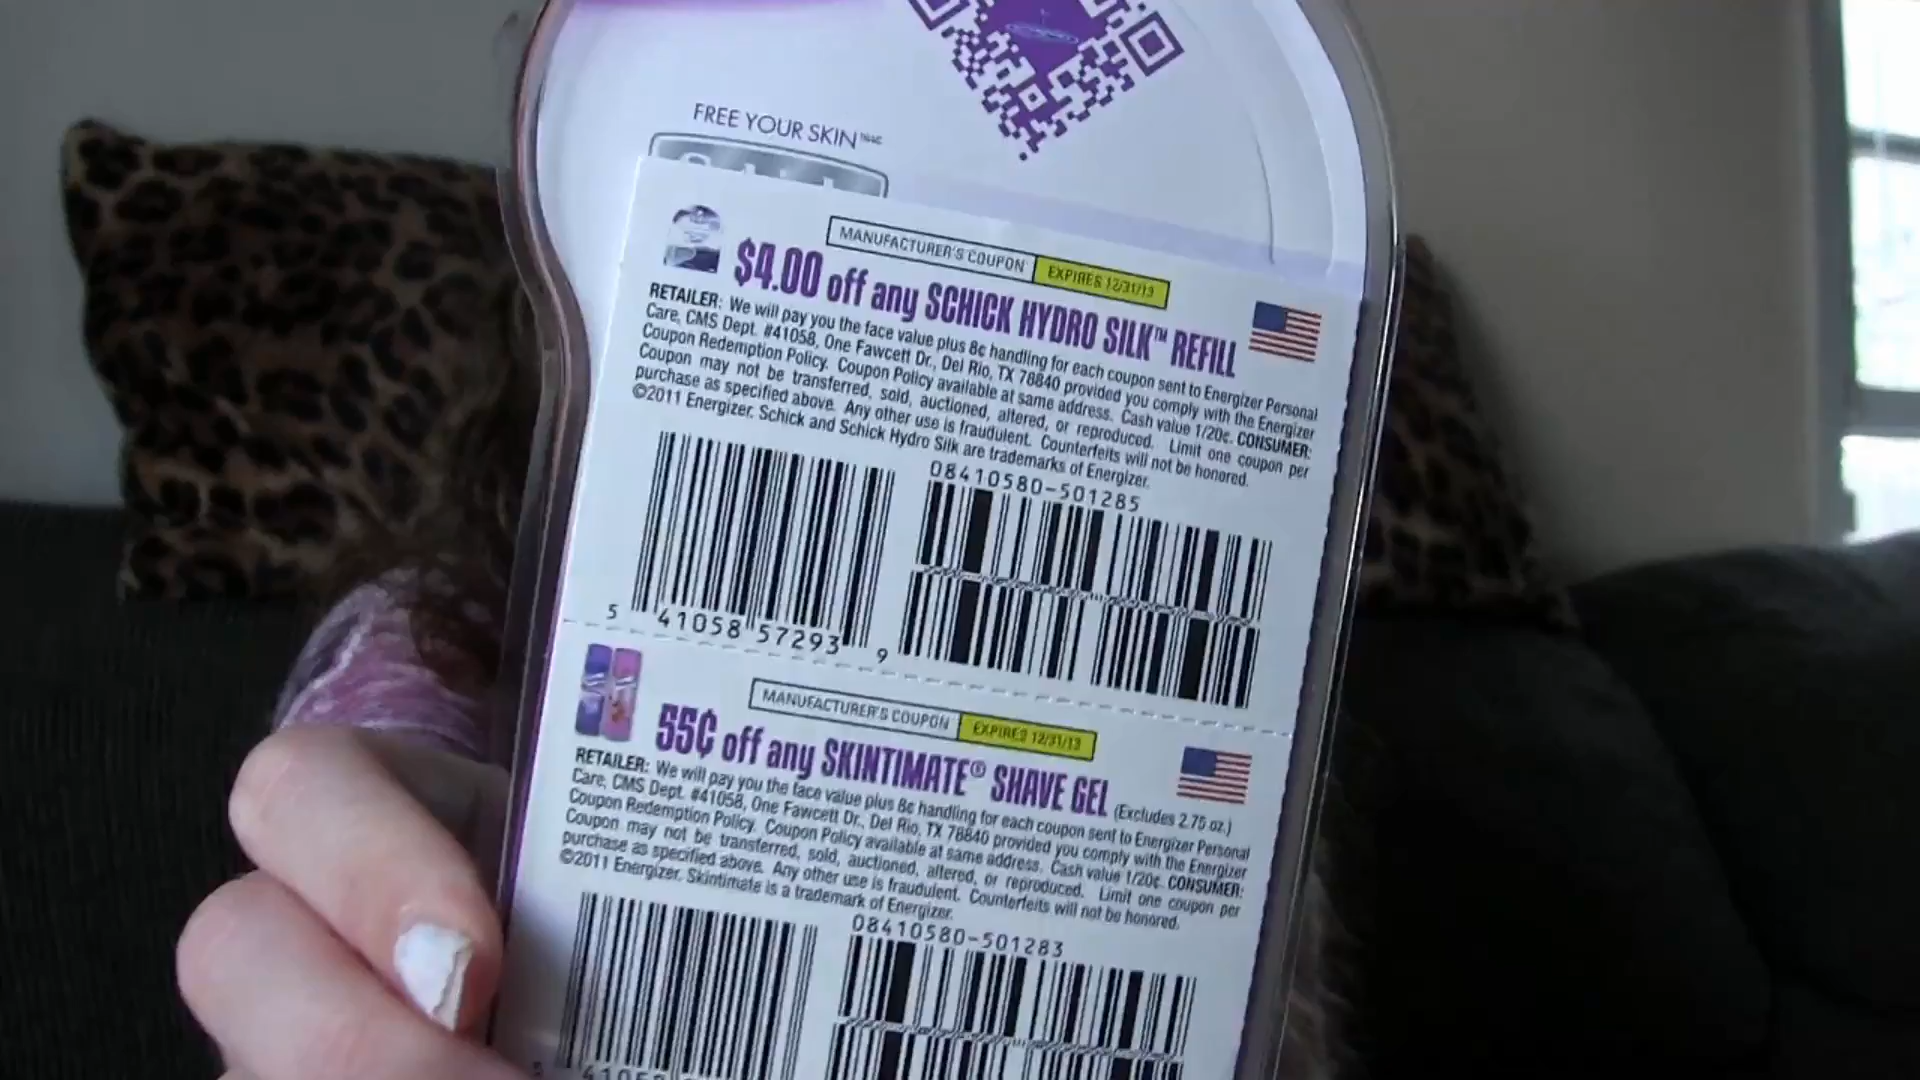 FREE YOUR SKIN
MANUFACTURER'S COUPON EXPIRES 12/31/13
$4.00 off any SCHICK HYDRO SILK™ REFILL
RETAILER: We will pay you the face value plus 8c handling for each coupon sent to Energizer Personal
Care, CMS Dept. #41058, One Fawcett Dr., Del Rio, TX 78840 provided you comply with the Energizer
Coupon Redemption Policy. Coupon Policy available at same address. Cash value 1/20c. CONSUMER:
Coupon may not be transferred, sold, auctioned, altered, or reproduced. Limit one coupon per
purchase as specified above. Any other use is fraudulent. Counterfeits will not be honored.
©2011 Energizer. Schick and Schick Hydro Silk are trademarks of Energizer.
08410580-501285
5 41058 57293 9
MANUFACTURER'S COUPON EXPIRES 12/31/13
55¢ off any SKINTIMATE® SHAVE GEL (Excludes 2.75 oz.)
RETAILER: We will pay you the face value plus 8c handling for each coupon sent to Energizer Personal
Care, CMS Dept. #41058, One Fawcett Dr., Del Rio, TX 78840 provided you comply with the Energizer
Coupon Redemption Policy. Coupon Policy available at same address. Cash value 1/20c. CONSUMER:
Coupon may not be transferred, sold, auctioned, altered, or reproduced. Limit one coupon per
purchase as specified above. Any other use is fraudulent. Counterfeits will not be honored.
©2011 Energizer. Skintimate is a trademark of Energizer.
08410580-501283